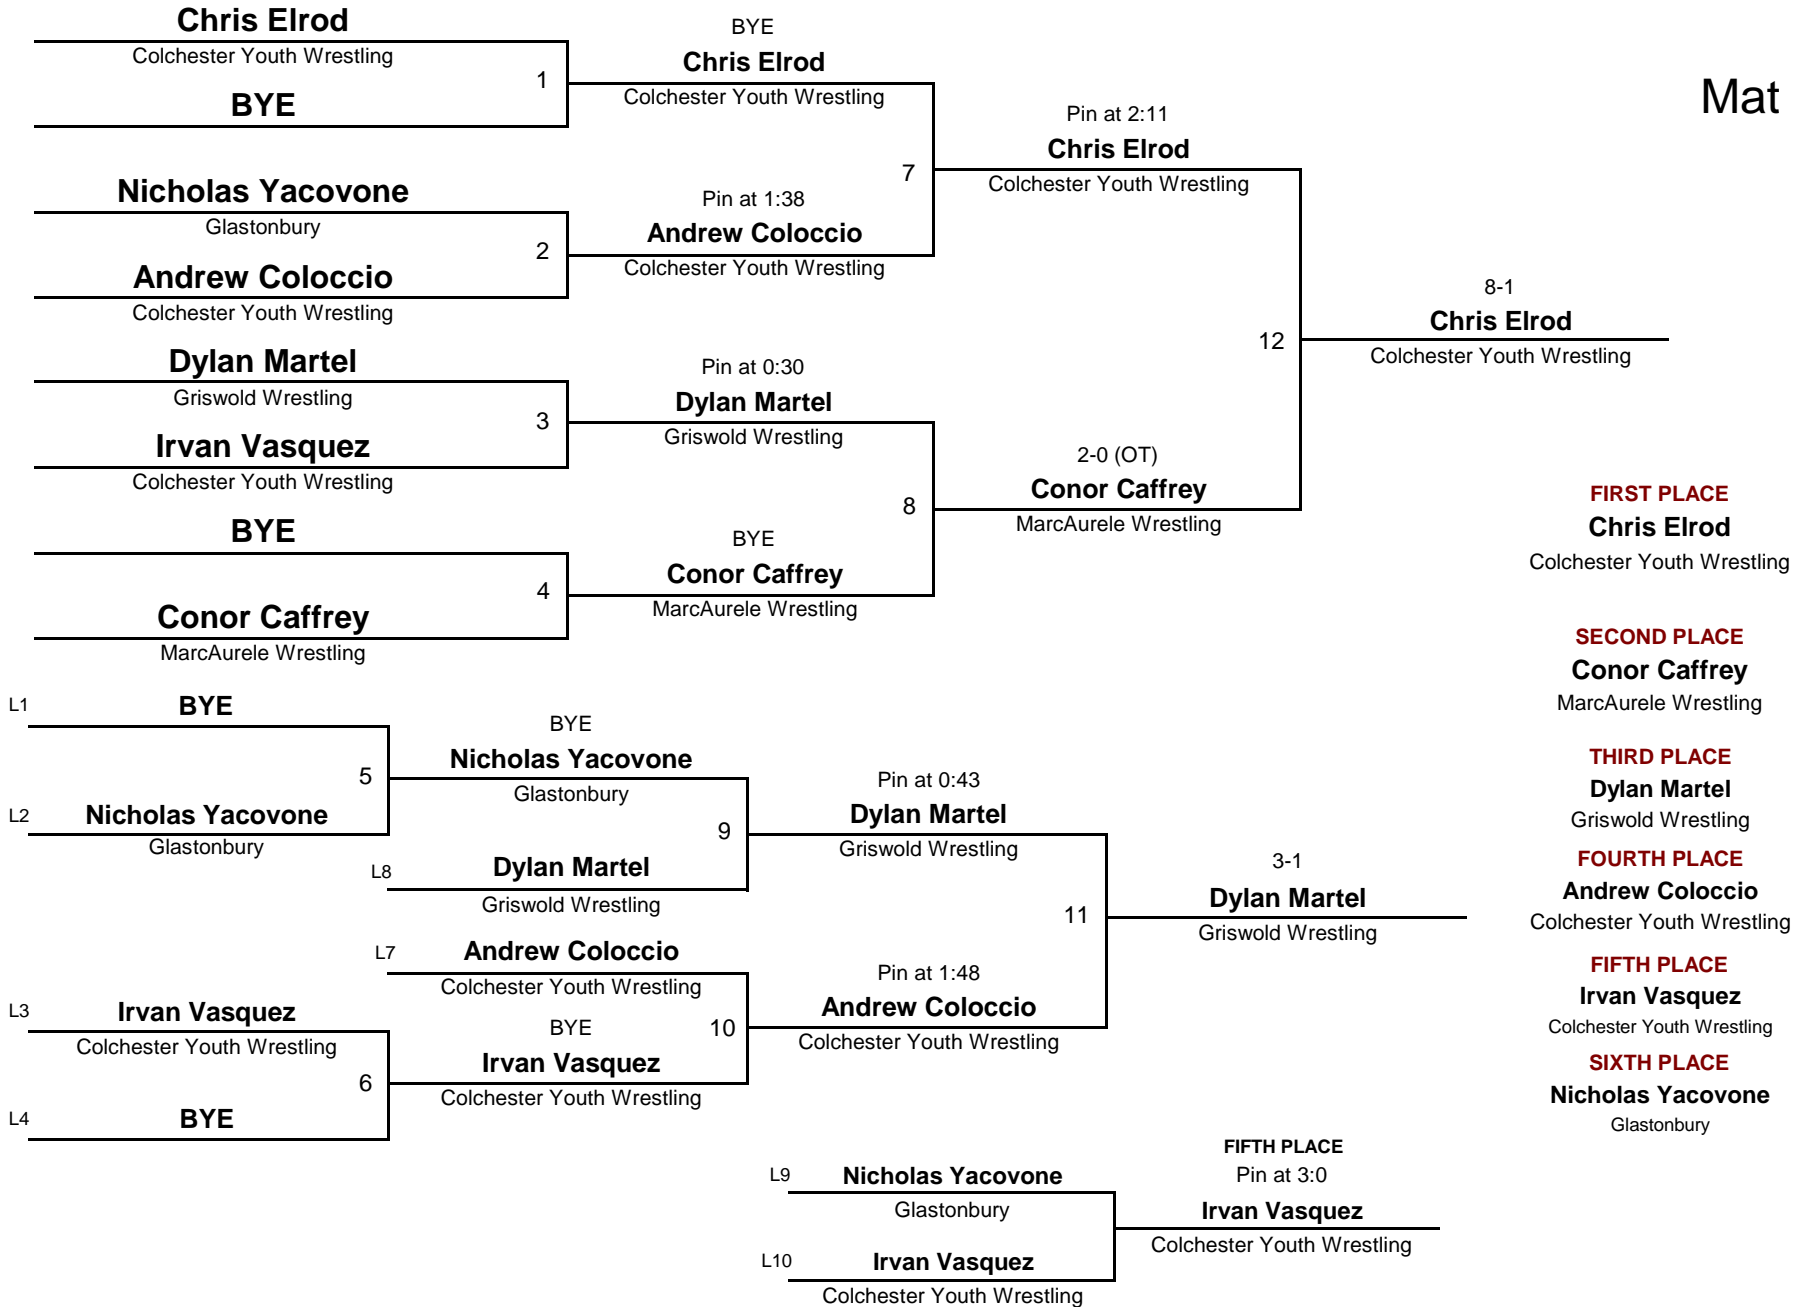 Chris Elrod
Colchester Youth Wrestling
1
BYE
BYE
Chris Elrod
Colchester Youth Wrestling
Mat
Nicholas Yacovone
Glastonbury
2
Andrew Coloccio
Colchester Youth Wrestling
Pin at 1:38
Andrew Coloccio
Colchester Youth Wrestling
7
Pin at 2:11
Chris Elrod
Colchester Youth Wrestling
Dylan Martel
Griswold Wrestling
3
Irvan Vasquez
Colchester Youth Wrestling
Pin at 0:30
Dylan Martel
Griswold Wrestling
BYE
4
Conor Caffrey
MarcAurele Wrestling
BYE
Conor Caffrey
MarcAurele Wrestling
8
2-0 (OT)
Conor Caffrey
MarcAurele Wrestling
12
8-1
Chris Elrod
Colchester Youth Wrestling
FIRST PLACE
Chris Elrod
Colchester Youth Wrestling
SECOND PLACE
Conor Caffrey
MarcAurele Wrestling
THIRD PLACE
Dylan Martel
Griswold Wrestling
FOURTH PLACE
Andrew Coloccio
Colchester Youth Wrestling
FIFTH PLACE
Irvan Vasquez
Colchester Youth Wrestling
SIXTH PLACE
Nicholas Yacovone
Glastonbury
L1 BYE
5
L2 Nicholas Yacovone
Glastonbury
BYE
Nicholas Yacovone
Glastonbury
9
L8 Dylan Martel
Griswold Wrestling
Pin at 0:43
Dylan Martel
Griswold Wrestling
L7 Andrew Coloccio
Colchester Youth Wrestling
L3 Irvan Vasquez
Colchester Youth Wrestling
6
L4 BYE
BYE
10
Irvan Vasquez
Colchester Youth Wrestling
Pin at 1:48
Andrew Coloccio
Colchester Youth Wrestling
11
3-1
Dylan Martel
Griswold Wrestling
L9 Nicholas Yacovone
Glastonbury
L10 Irvan Vasquez
Colchester Youth Wrestling
FIFTH PLACE
Pin at 3:0
Irvan Vasquez
Colchester Youth Wrestling